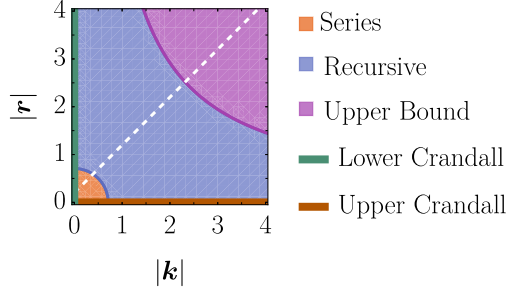 4
3
2
1
0
|r|
0 1 2 3 4
|k|
Series
Recursive
Upper Bound
Lower Crandall
Upper Crandall